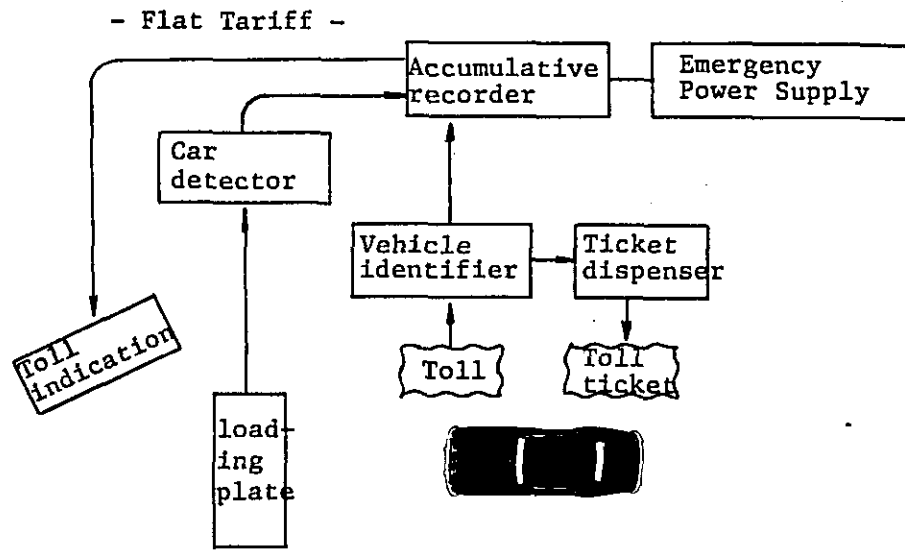 - Flat Tariff -
Accumulative
recorder
Emergency
Power Supply
Car
detector
Vehicle
identifier
Ticket
dispenser
Toll
indication
Toll
Toll
ticket
load-
ing
plate